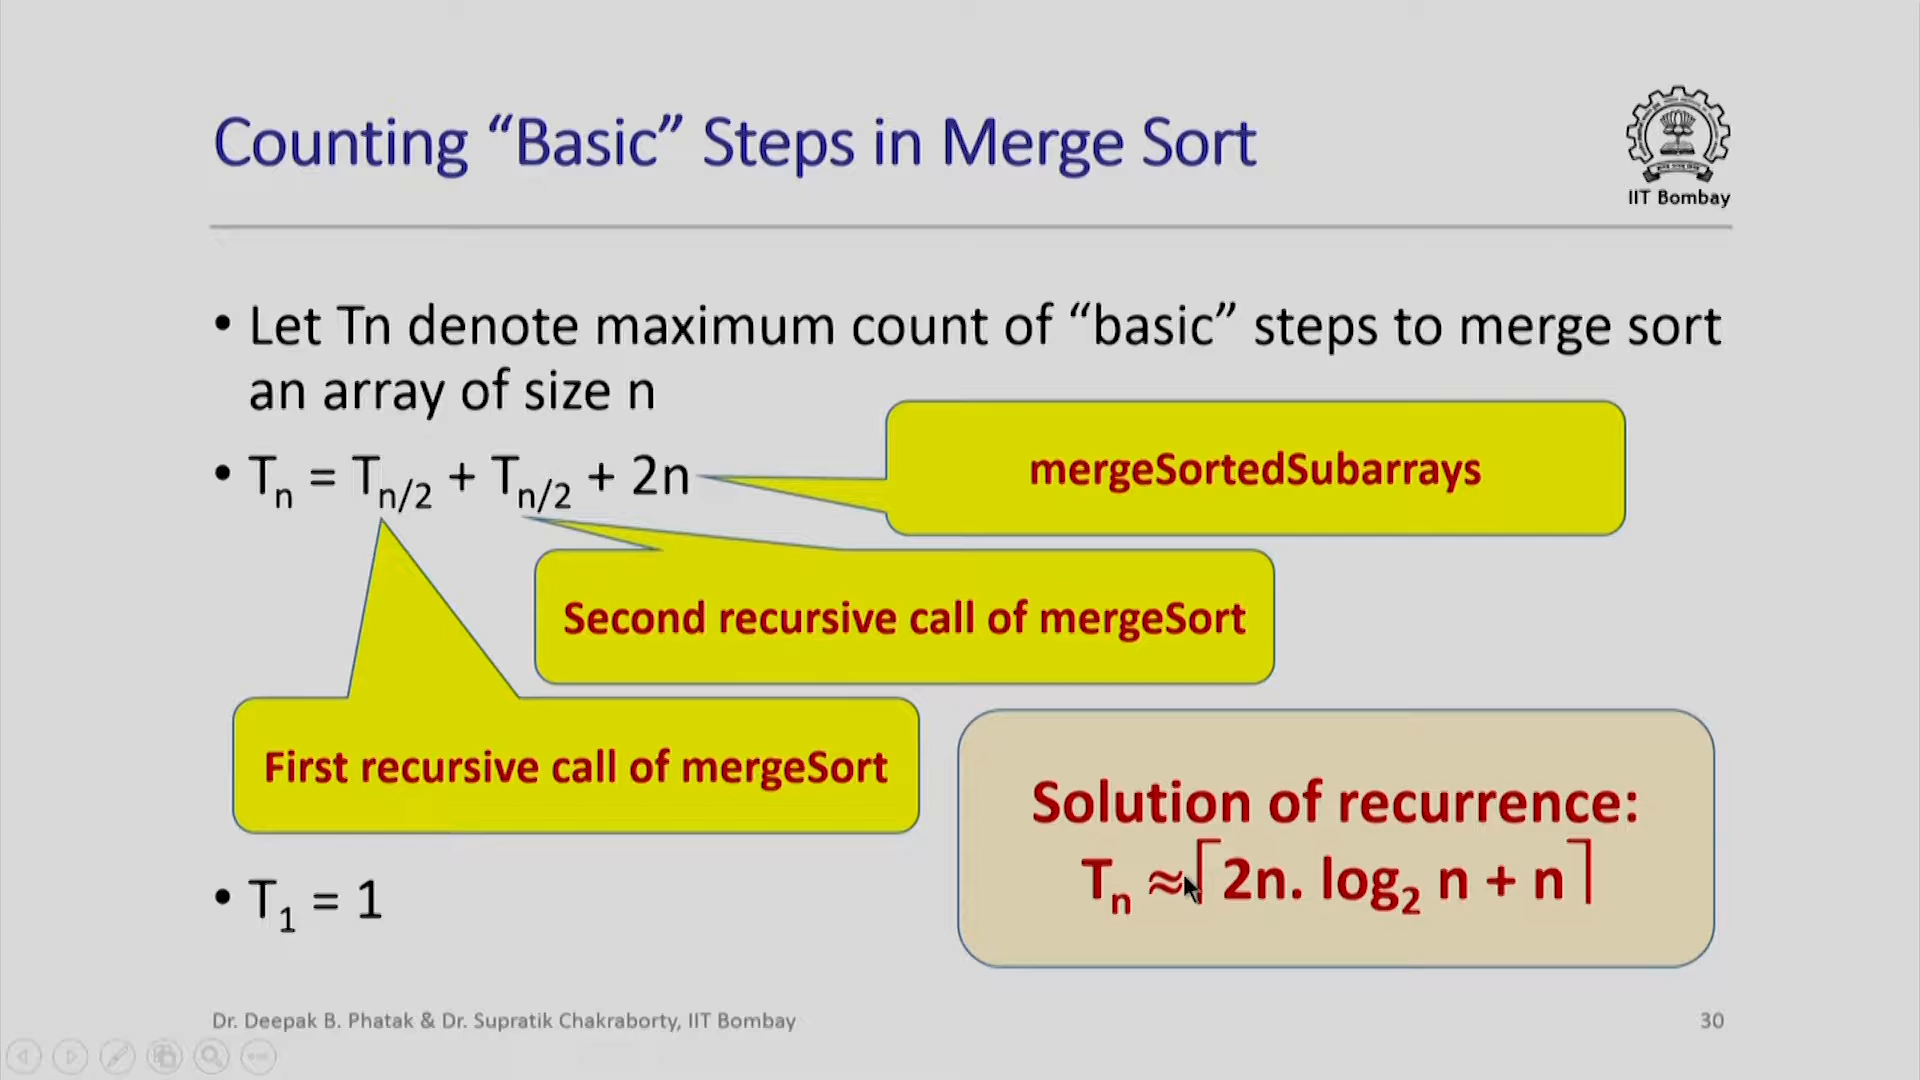 Counting “Basic” Steps in Merge Sort
IIT Bombay
• Let Tn denote maximum count of “basic” steps to merge sort
an array of size n
• Tₙ = Tₙ/₂ + Tₙ/₂ + 2n
mergeSortedSubarrays
Second recursive call of mergeSort
First recursive call of mergeSort
• T₁ = 1
Solution of recurrence:
Tₙ ≈⌈2n. log₂ n + n⌉
Dr. Deepak B. Phatak & Dr. Supratik Chakraborty, IIT Bombay
30